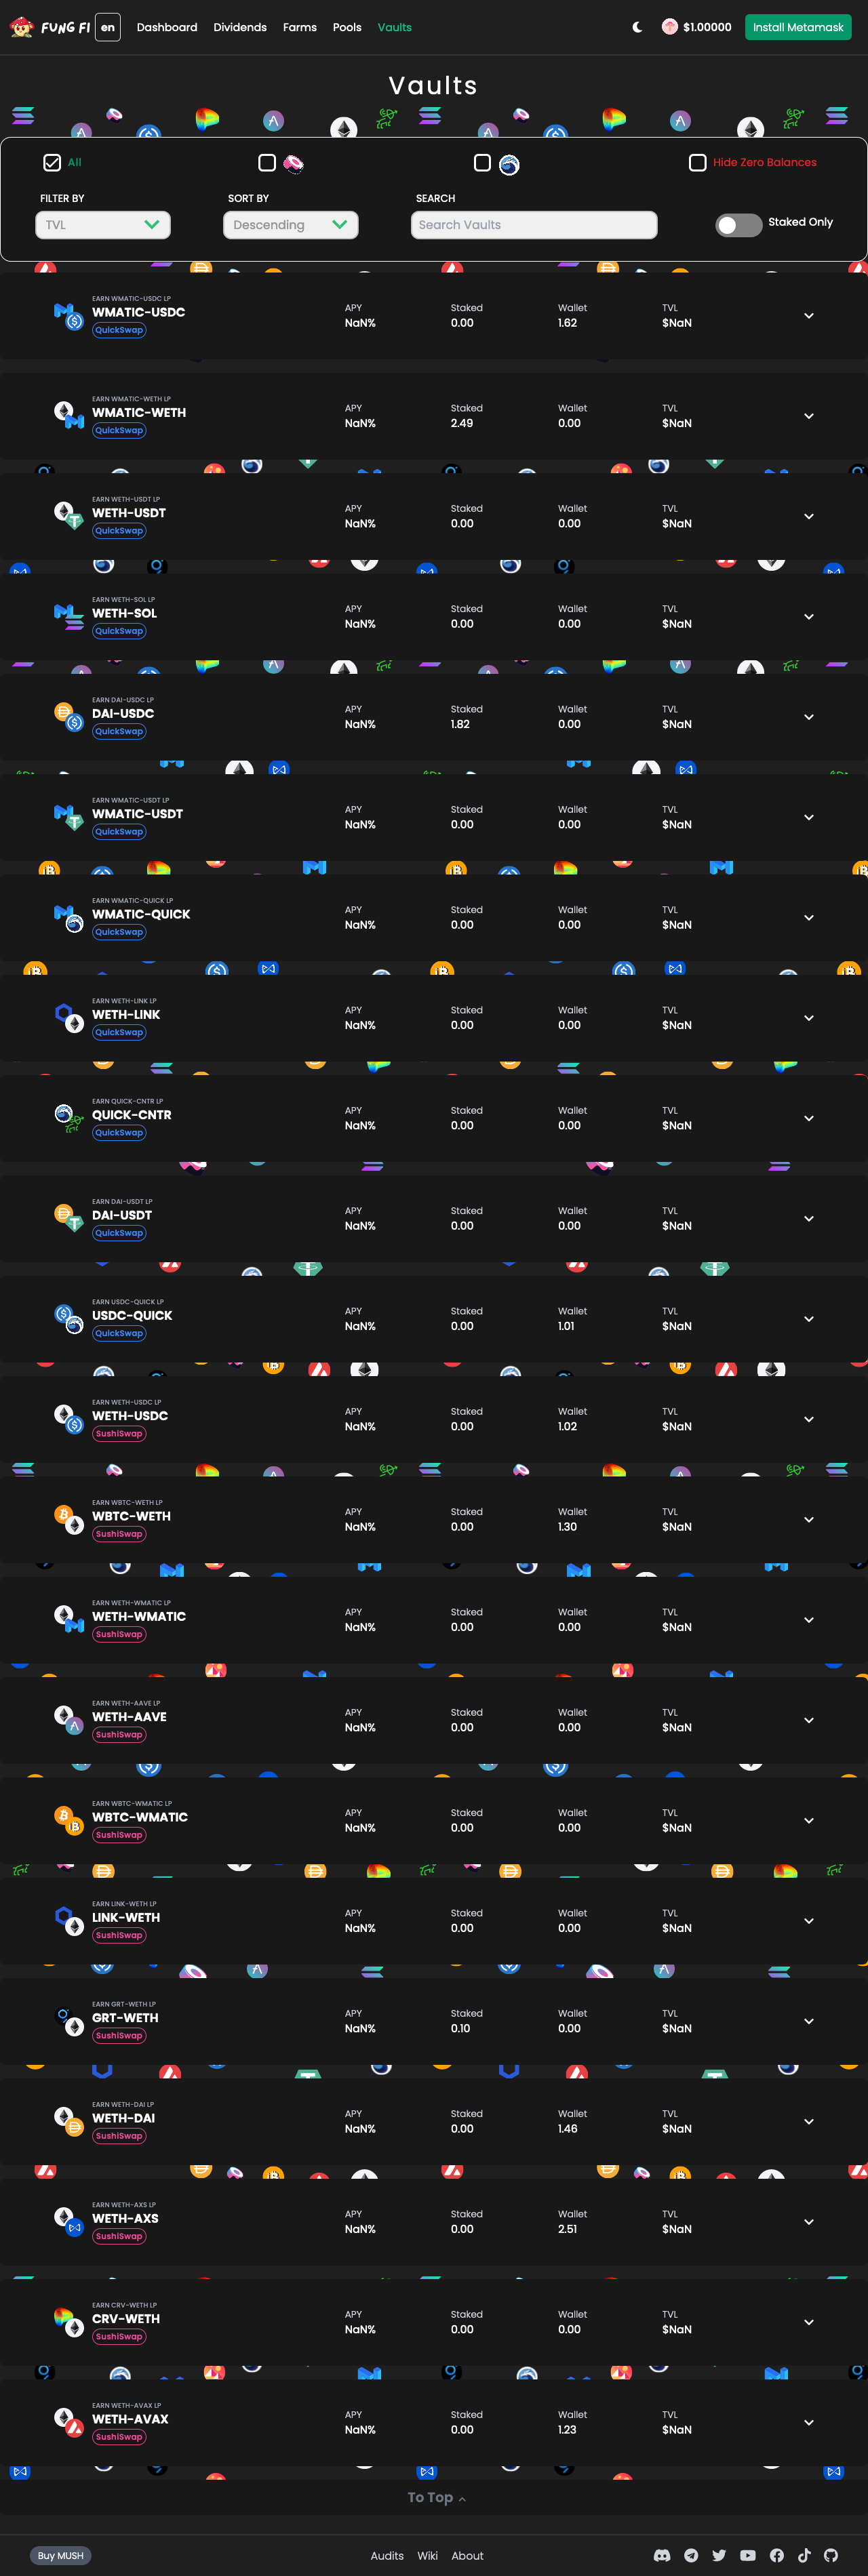 FUNG FI en Dashboard Dividends Farms Pools Vaults $1.00000 Install Metamask
Vaults
All Hide Zero Balances
FILTER BY SORT BY SEARCH
TVL Descending Search Vaults Staked Only
EARN WMATIC-USDC LP
WMATIC-USDC
QuickSwap
APY Staked Wallet TVL
NaN% 0.00 1.62 $NaN
EARN WMATIC-WETH LP
WMATIC-WETH
QuickSwap
APY Staked Wallet TVL
NaN% 2.49 0.00 $NaN
EARN WETH-USDT LP
WETH-USDT
QuickSwap
APY Staked Wallet TVL
NaN% 0.00 0.00 $NaN
EARN WETH-SOL LP
WETH-SOL
QuickSwap
APY Staked Wallet TVL
NaN% 0.00 0.00 $NaN
EARN DAI-USDC LP
DAI-USDC
QuickSwap
APY Staked Wallet TVL
NaN% 1.82 0.00 $NaN
EARN WMATIC-USDT LP
WMATIC-USDT
QuickSwap
APY Staked Wallet TVL
NaN% 0.00 0.00 $NaN
EARN WMATIC-QUICK LP
WMATIC-QUICK
QuickSwap
APY Staked Wallet TVL
NaN% 0.00 0.00 $NaN
EARN WETH-LINK LP
WETH-LINK
QuickSwap
APY Staked Wallet TVL
NaN% 0.00 0.00 $NaN
EARN QUICK-CNTR LP
QUICK-CNTR
QuickSwap
APY Staked Wallet TVL
NaN% 0.00 0.00 $NaN
EARN DAI-USDT LP
DAI-USDT
QuickSwap
APY Staked Wallet TVL
NaN% 0.00 0.00 $NaN
EARN USDC-QUICK LP
USDC-QUICK
QuickSwap
APY Staked Wallet TVL
NaN% 0.00 1.01 $NaN
EARN WETH-USDC LP
WETH-USDC
SushiSwap
APY Staked Wallet TVL
NaN% 0.00 1.02 $NaN
EARN WBTC-WETH LP
WBTC-WETH
SushiSwap
APY Staked Wallet TVL
NaN% 0.00 1.30 $NaN
EARN WETH-WMATIC LP
WETH-WMATIC
SushiSwap
APY Staked Wallet TVL
NaN% 0.00 0.00 $NaN
EARN WETH-AAVE LP
WETH-AAVE
SushiSwap
APY Staked Wallet TVL
NaN% 0.00 0.00 $NaN
EARN WBTC-WMATIC LP
WBTC-WMATIC
SushiSwap
APY Staked Wallet TVL
NaN% 0.00 0.00 $NaN
EARN LINK-WETH LP
LINK-WETH
SushiSwap
APY Staked Wallet TVL
NaN% 0.00 0.00 $NaN
EARN GRT-WETH LP
GRT-WETH
SushiSwap
APY Staked Wallet TVL
NaN% 0.10 0.00 $NaN
EARN WETH-DAI LP
WETH-DAI
SushiSwap
APY Staked Wallet TVL
NaN% 0.00 1.46 $NaN
EARN WETH-AXS LP
WETH-AXS
SushiSwap
APY Staked Wallet TVL
NaN% 0.00 2.51 $NaN
EARN CRV-WETH LP
CRV-WETH
SushiSwap
APY Staked Wallet TVL
NaN% 0.00 0.00 $NaN
EARN WETH-AVAX LP
WETH-AVAX
SushiSwap
APY Staked Wallet TVL
NaN% 0.00 1.23 $NaN
To Top
Buy MUSH Audits Wiki About